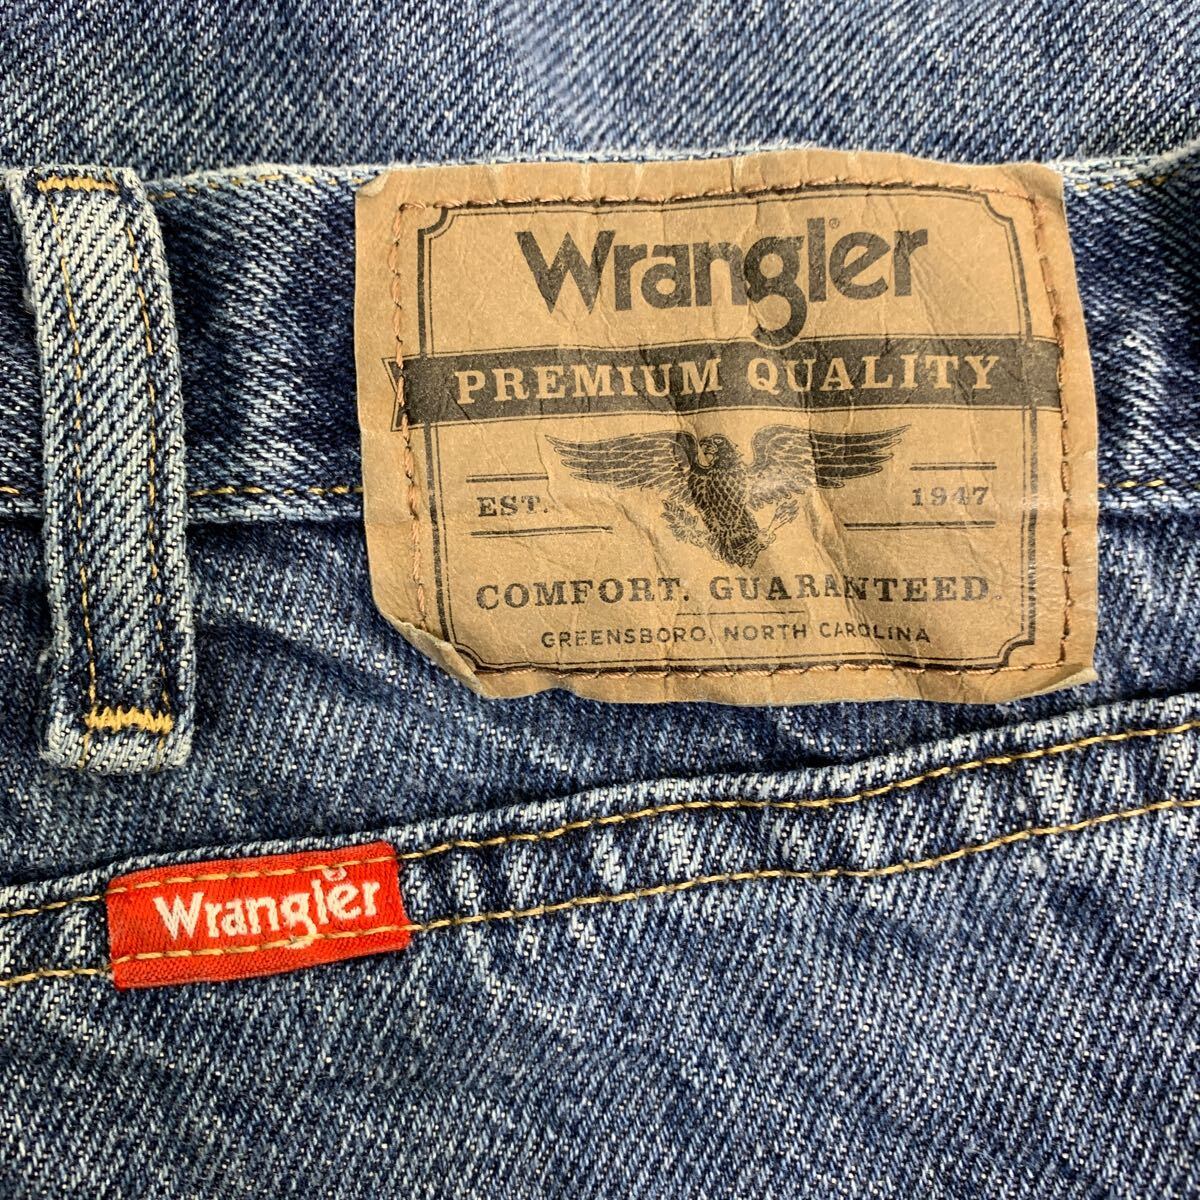 Wrangler®
PREMIUM QUALITY
EST. 1947
COMFORT. GUARANTEED.
GREENSBORO, NORTH CAROLINA
Wrangler